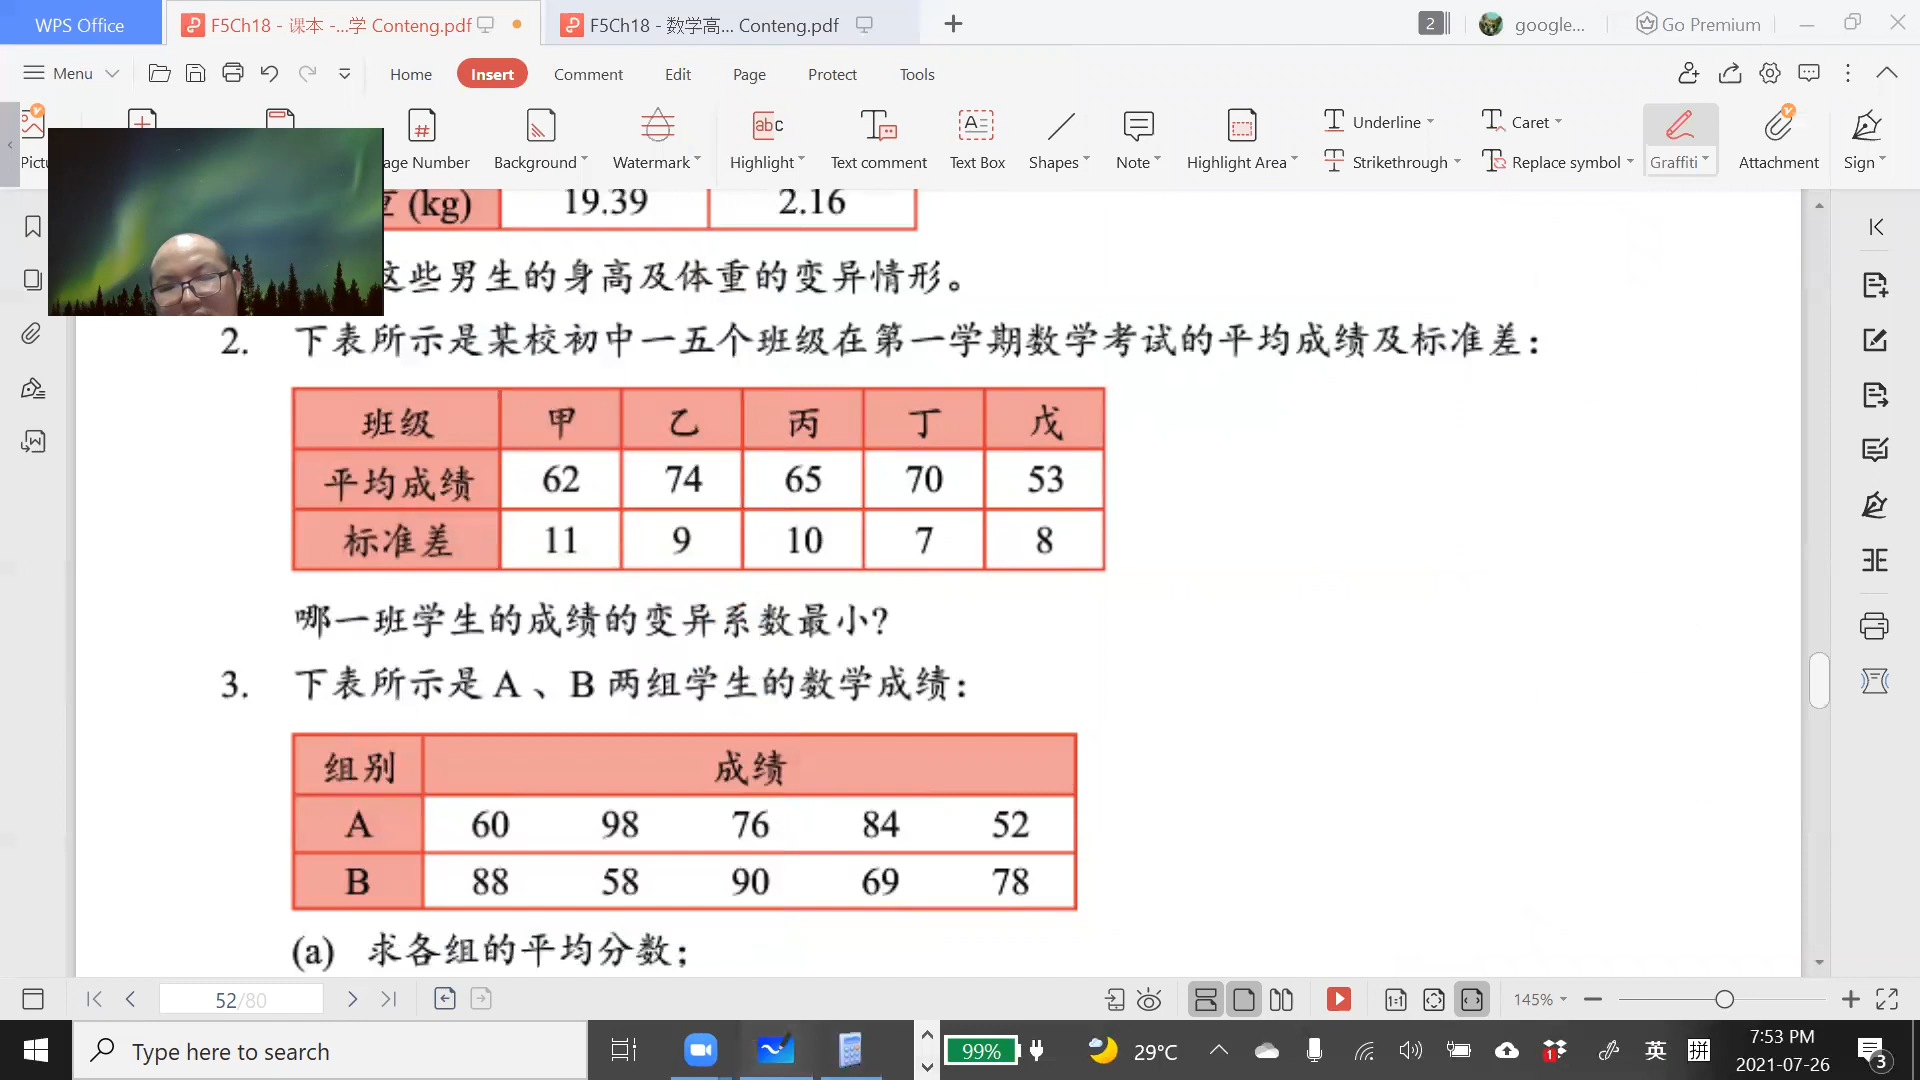 WPS Office
F5Ch18 - 课本 -...学 Conteng.pdf
F5Ch18 - 数学高... Conteng.pdf
2
google...
Go Premium
Menu
Home
Insert
Comment
Edit
Page
Protect
Tools
Underline
Caret
Pictu
age Number
Background
Watermark
Highlight
Text comment
Text Box
Shapes
Note
Highlight Area
Strikethrough
Replace symbol
Graffiti
Attachment
Sign
重 (kg) 19.39 2.16
这些男生的身高及体重的变异情形。
2. 下表所示是某校初中一五个班级在第一学期数学考试的平均成绩及标准差:
班级 甲 乙 丙 丁 戊
平均成绩 62 74 65 70 53
标准差 11 9 10 7 8
哪一班学生的成绩的变异系数最小?
3. 下表所示是 A 、B 两组学生的数学成绩:
组别 成绩
A 60 98 76 84 52
B 88 58 90 69 78
(a) 求各组的平均分数;
52/80
145%
Type here to search
99%
29°C
1
英
拼
7:53 PM
2021-07-26
3